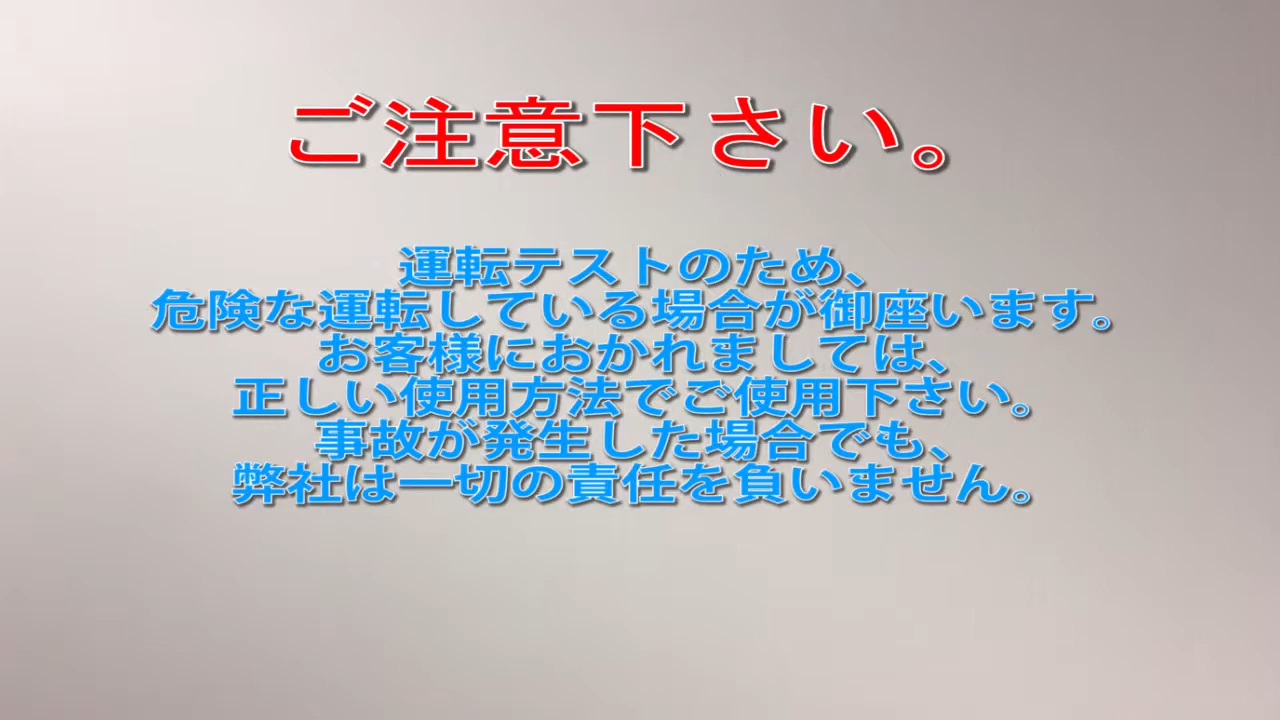 ご注意下さい。
運転テストのため、
危険な運転している場合が御座います。
お客様におかれましては、
正しい使用方法でご使用下さい。
事故が発生した場合でも、
弊社は一切の責任を負いません。